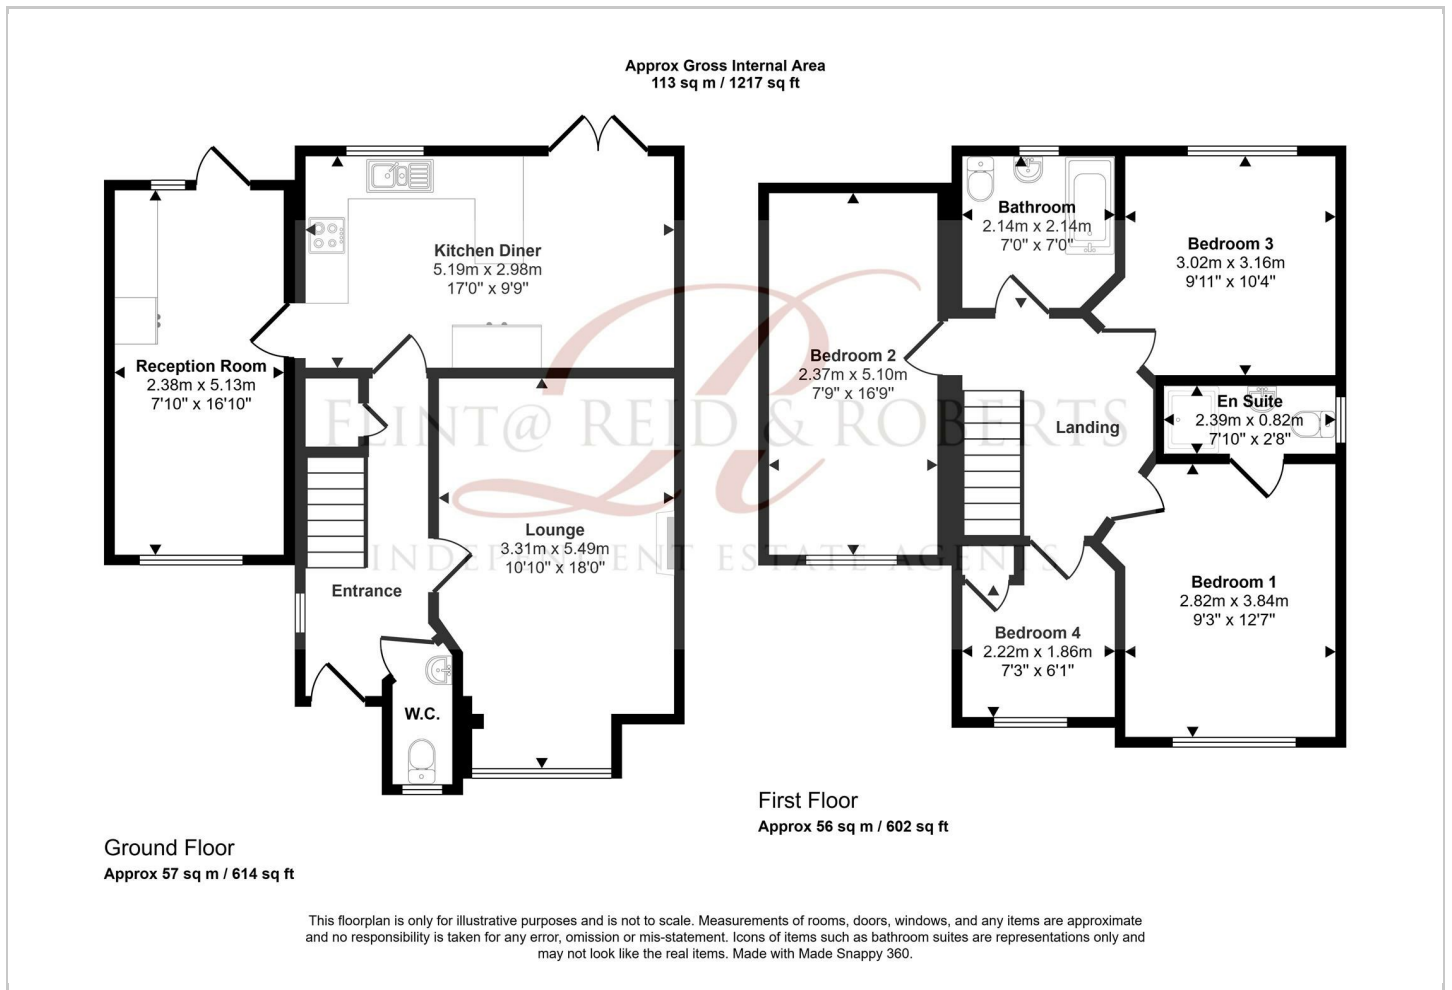 Approx Gross Internal Area
113 sq m / 1217 sq ft
Kitchen Diner
5.19m x 2.98m
17'0" x 9'9"
Reception Room
2.38m x 5.13m
7'10" x 16'10"
Lounge
3.31m x 5.49m
10'10" x 18'0"
Entrance
W.C.
Ground Floor
Approx 57 sq m / 614 sq ft
Bathroom
2.14m x 2.14m
7'0" x 7'0"
Bedroom 3
3.02m x 3.16m
9'11" x 10'4"
Bedroom 2
2.37m x 5.10m
7'9" x 16'9"
En Suite
2.39m x 0.82m
7'10" x 2'8"
Landing
Bedroom 1
2.82m x 3.84m
9'3" x 12'7"
Bedroom 4
2.22m x 1.86m
7'3" x 6'1"
First Floor
Approx 56 sq m / 602 sq ft
R
FLINT@ REID & ROBERTS
INDEPENDENT ESTATE AGENTS
This floorplan is only for illustrative purposes and is not to scale. Measurements of rooms, doors, windows, and any items are approximate
and no responsibility is taken for any error, omission or mis-statement. Icons of items such as bathroom suites are representations only and
may not look like the real items. Made with Made Snappy 360.